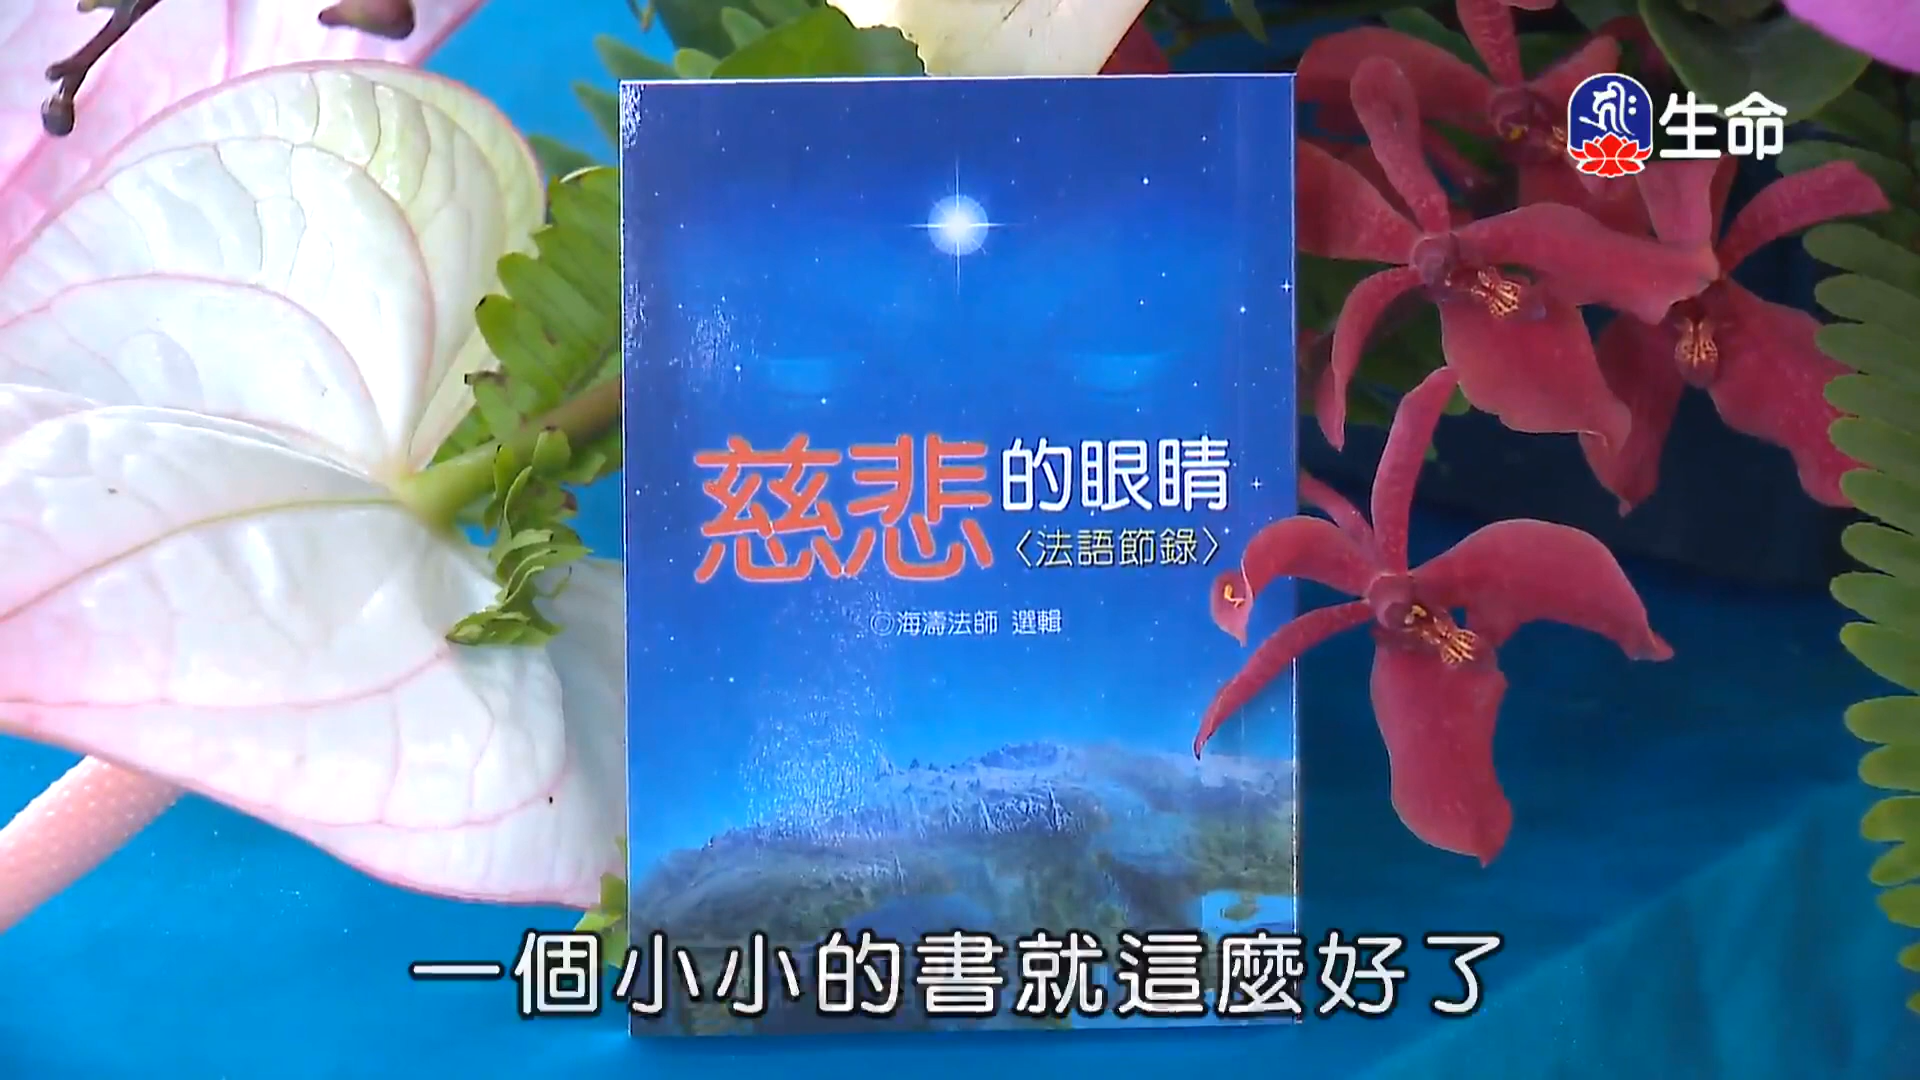 生命
慈悲的眼睛
〈法語節錄〉
◎海濤法師 選輯
一個小小的書就這麼好了